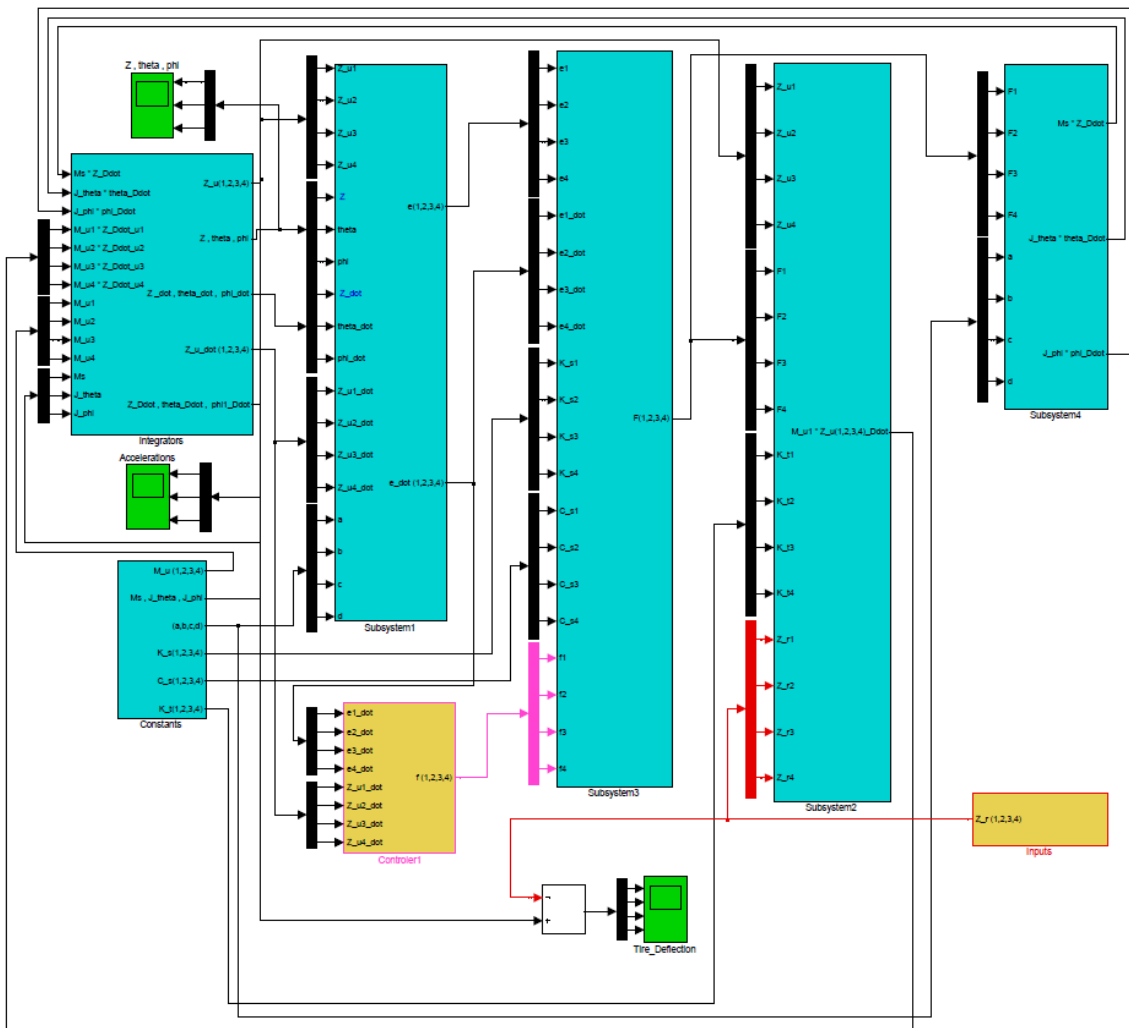 Z , theta , phi
Ms * Z_Ddot
J_theta * theta_Ddot
J_phi * phi_Ddot
M_u1 * Z_Ddot_u1
M_u2 * Z_Ddot_u2
M_u3 * Z_Ddot_u3
M_u4 * Z_Ddot_u4
M_u1
M_u2
M_u3
M_u4
Ms
J_theta
J_phi
Z_u(1,2,3,4)
Z , theta , phi
Z_dot , theta_dot , phi_dot
Z_u_dot (1,2,3,4)
Z_Ddot , theta_Ddot , phi1_Ddot
Integrators
Accelerations
M_u (1,2,3,4)
Ms , J_theta , J_phi
(a,b,c,d)
K_s(1,2,3,4)
C_s(1,2,3,4)
K_t(1,2,3,4)
Constants
Z_u1
Z_u2
Z_u3
Z_u4
Z
theta
phi
Z_dot
theta_dot
phi_dot
Z_u1_dot
Z_u2_dot
Z_u3_dot
Z_u4_dot
a
b
c
d
e(1,2,3,4)
e_dot (1,2,3,4)
Subsystem1
e1_dot
e2_dot
e3_dot
e4_dot
Z_u1_dot
Z_u2_dot
Z_u3_dot
Z_u4_dot
f (1,2,3,4)
Controler1
e1
e2
e3
e4
e1_dot
e2_dot
e3_dot
e4_dot
K_s1
K_s2
K_s3
K_s4
C_s1
C_s2
C_s3
C_s4
f1
f2
f3
f4
F(1,2,3,4)
Subsystem3
Z_u1
Z_u2
Z_u3
Z_u4
F1
F2
F3
F4
K_t1
K_t2
K_t3
K_t4
Z_r1
Z_r2
Z_r3
Z_r4
M_u1 * Z_u(1,2,3,4)_Ddot
Subsystem2
F1
F2
F3
F4
a
b
c
d
Ms * Z_Ddot
J_theta * theta_Ddot
J_phi * phi_Ddot
Subsystem4
Z_r (1,2,3,4)
Inputs
-
+
Tire_Deflection